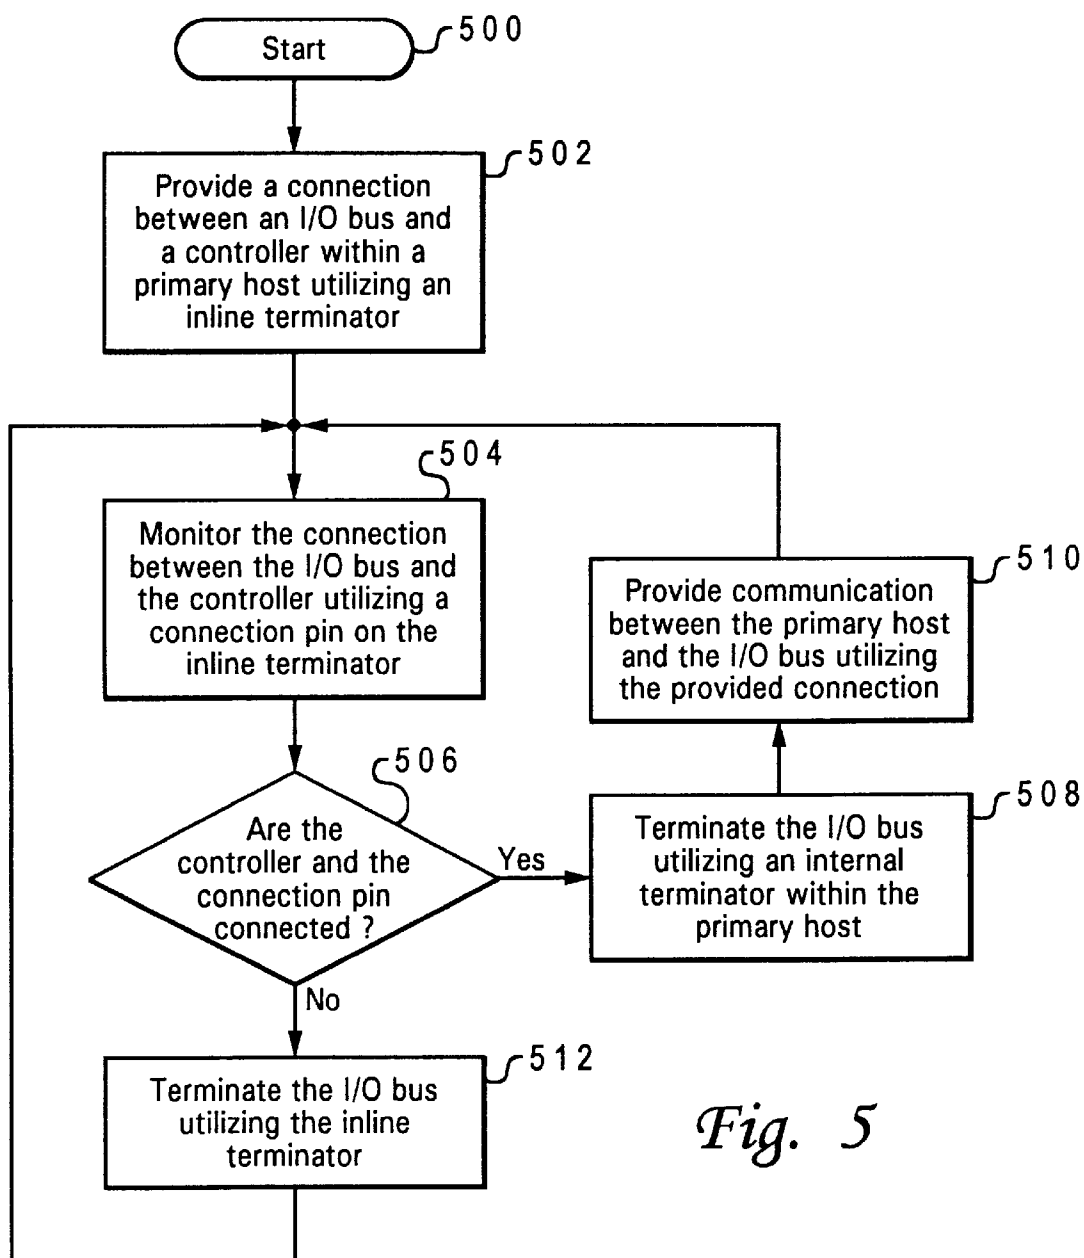 Start
500
Provide a connection
between an I/O bus and
a controller within a
primary host utilizing an
inline terminator
502
Monitor the connection
between the I/O bus and
the controller utilizing a
connection pin on the
inline terminator
504
Are the
controller and the
connection pin
connected ?
506
Yes
No
Terminate the I/O bus
utilizing an internal
terminator within the
primary host
508
Provide communication
between the primary host
and the I/O bus utilizing
the provided connection
510
Terminate the I/O bus
utilizing the inline
terminator
512
Fig. 5